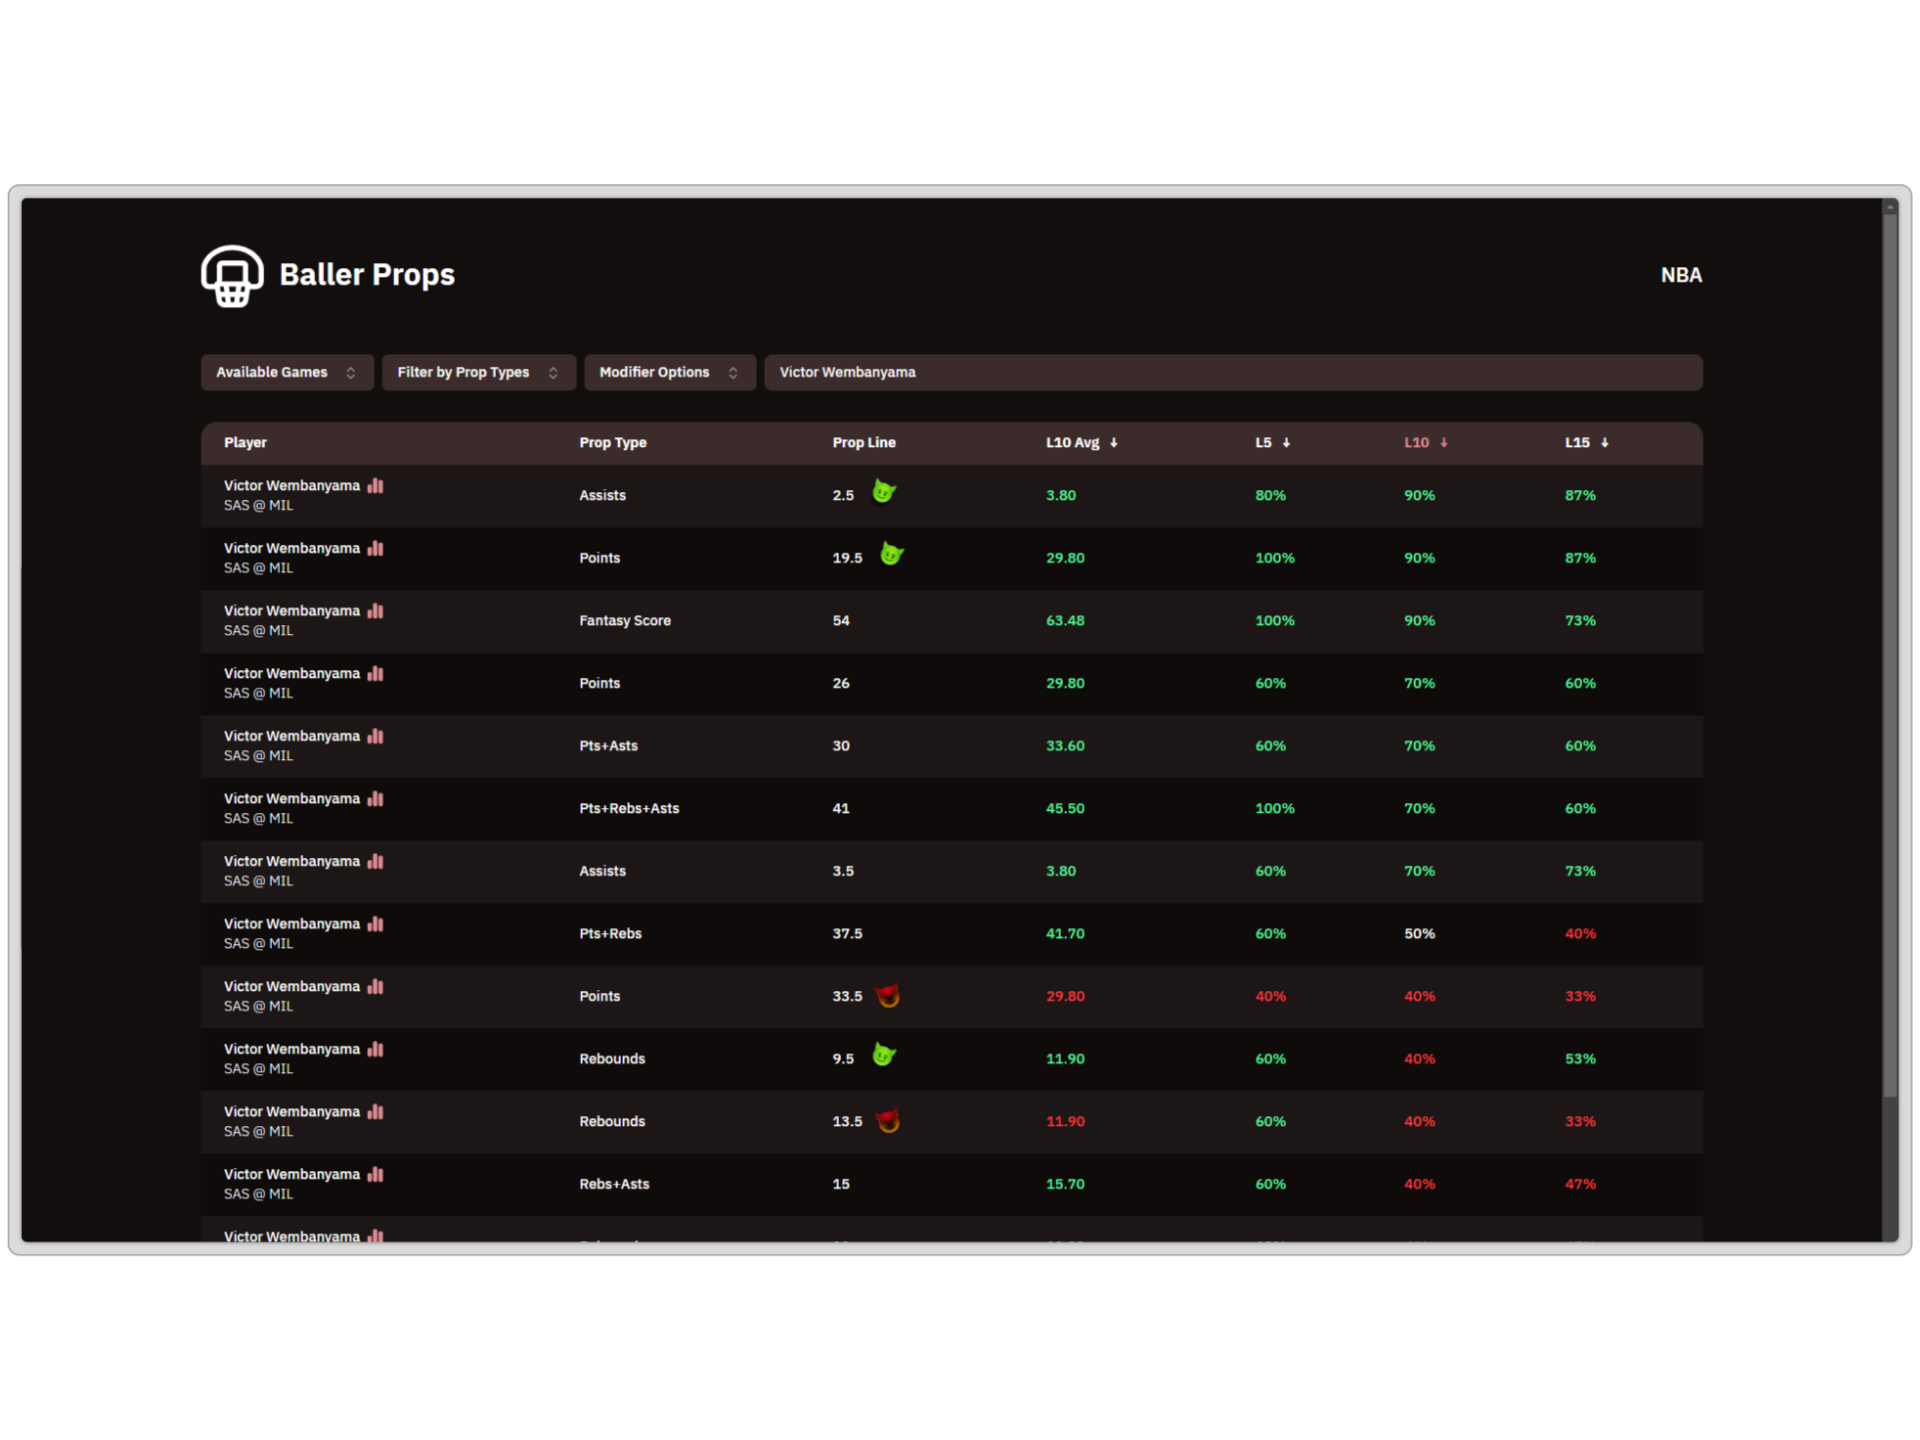 Baller Props
NBA
Available Games
Filter by Prop Types
Modifier Options
Victor Wembanyama
Player Prop Type Prop Line L10 Avg ↓ L5 ↓ L10 ↓ L15 ↓
Victor Wembanyama
SAS @ MIL
Assists 2.5 3.80 80% 90% 87%
Victor Wembanyama
SAS @ MIL
Points 19.5 29.80 100% 90% 87%
Victor Wembanyama
SAS @ MIL
Fantasy Score 54 63.48 100% 90% 73%
Victor Wembanyama
SAS @ MIL
Points 26 29.80 60% 70% 60%
Victor Wembanyama
SAS @ MIL
Pts+Asts 30 33.60 60% 70% 60%
Victor Wembanyama
SAS @ MIL
Pts+Rebs+Asts 41 45.50 100% 70% 60%
Victor Wembanyama
SAS @ MIL
Assists 3.5 3.80 60% 70% 73%
Victor Wembanyama
SAS @ MIL
Pts+Rebs 37.5 41.70 60% 50% 40%
Victor Wembanyama
SAS @ MIL
Points 33.5 29.80 40% 40% 33%
Victor Wembanyama
SAS @ MIL
Rebounds 9.5 11.90 60% 40% 53%
Victor Wembanyama
SAS @ MIL
Rebounds 13.5 11.90 60% 40% 33%
Victor Wembanyama
SAS @ MIL
Rebs+Asts 15 15.70 60% 40% 47%
Victor Wembanyama